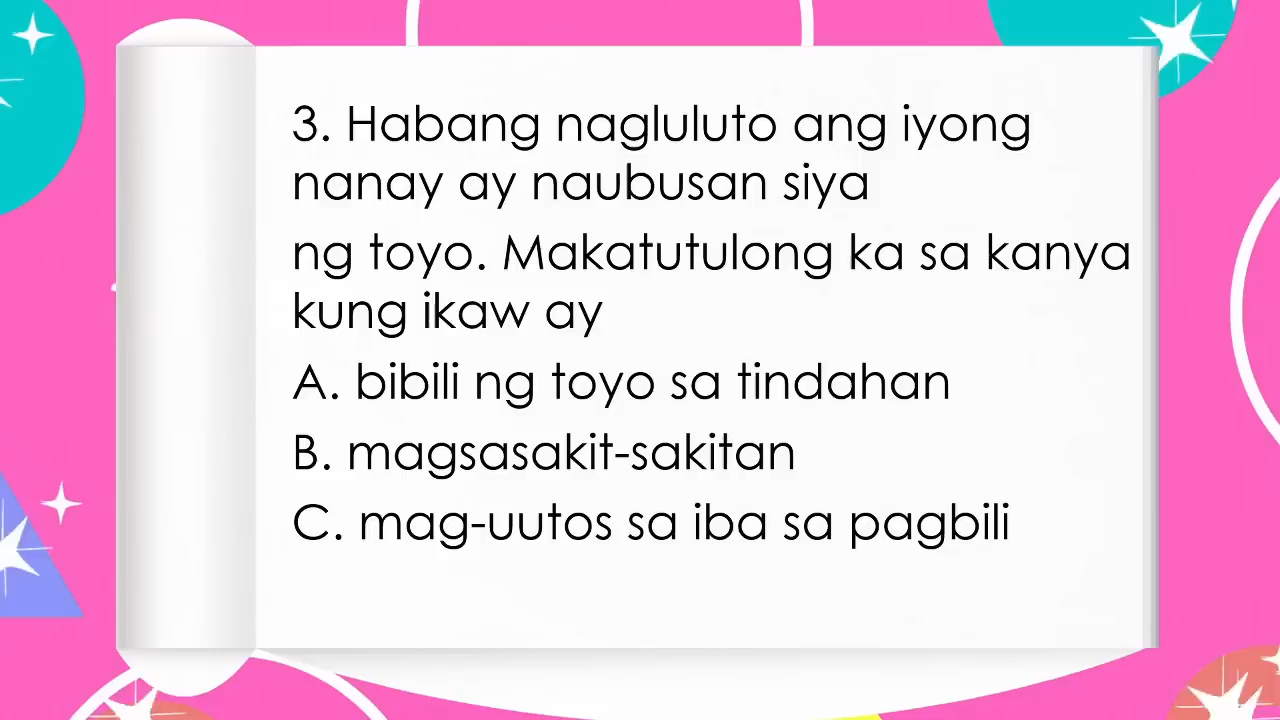 3. Habang nagluluto ang iyong
nanay ay naubusan siya
ng toyo. Makatutulong ka sa kanya
kung ikaw ay
A. bibili ng toyo sa tindahan
B. magsasakit-sakitan
C. mag-uutos sa iba sa pagbili